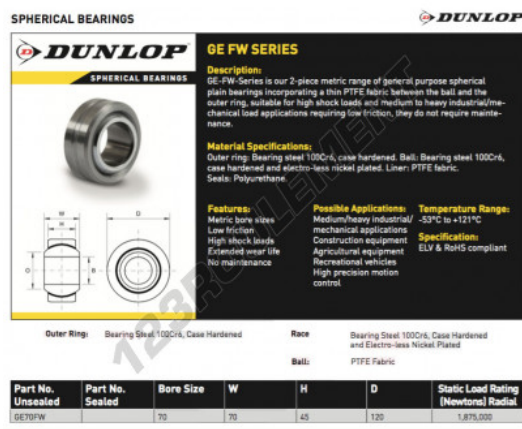 SPHERICAL BEARINGS
DUNLOP
DUNLOP
SPHERICAL BEARINGS
GE FW SERIES
Description:
GE-FW-Series is our 2-piece metric range of general purpose spherical
plain bearings incorporating a thin PTFE fabric between the ball and the
outer ring, suitable for high shock loads and medium to heavy industrial/me-
chanical load applications requiring low friction, they do not require mainte-
nance.
Material Specifications:
Outer ring: Bearing steel 100Cr6, case hardened. Ball: Bearing steel 100Cr6,
case hardened and electro-less nickel plated. Liner: PTFE fabric.
Seals: Polyurethane.
Features:
Metric bore sizes
Low friction
High shock loads
Extended wear life
No maintenance
Possible Applications:
Medium/heavy industrial/
mechanical applications
Construction equipment
Agricultural equipment
Recreational vehicles
High precision motion
control
Temperature Range:
-53°C to +121°C
Specification:
ELV & RoHS compliant
W
H
D
O
B
Outer Ring: Bearing Steel 100Cr6, Case Hardened
Race Bearing Steel 100Cr6, Case Hardened
and Electro-less Nickel Plated
Ball: PTFE Fabric
123ROULEMENT
Part No. Unsealed Part No. Sealed Bore Size W H D Static Load Rating (Newtons) Radial
GE70FW 70 70 45 120 1,875,000